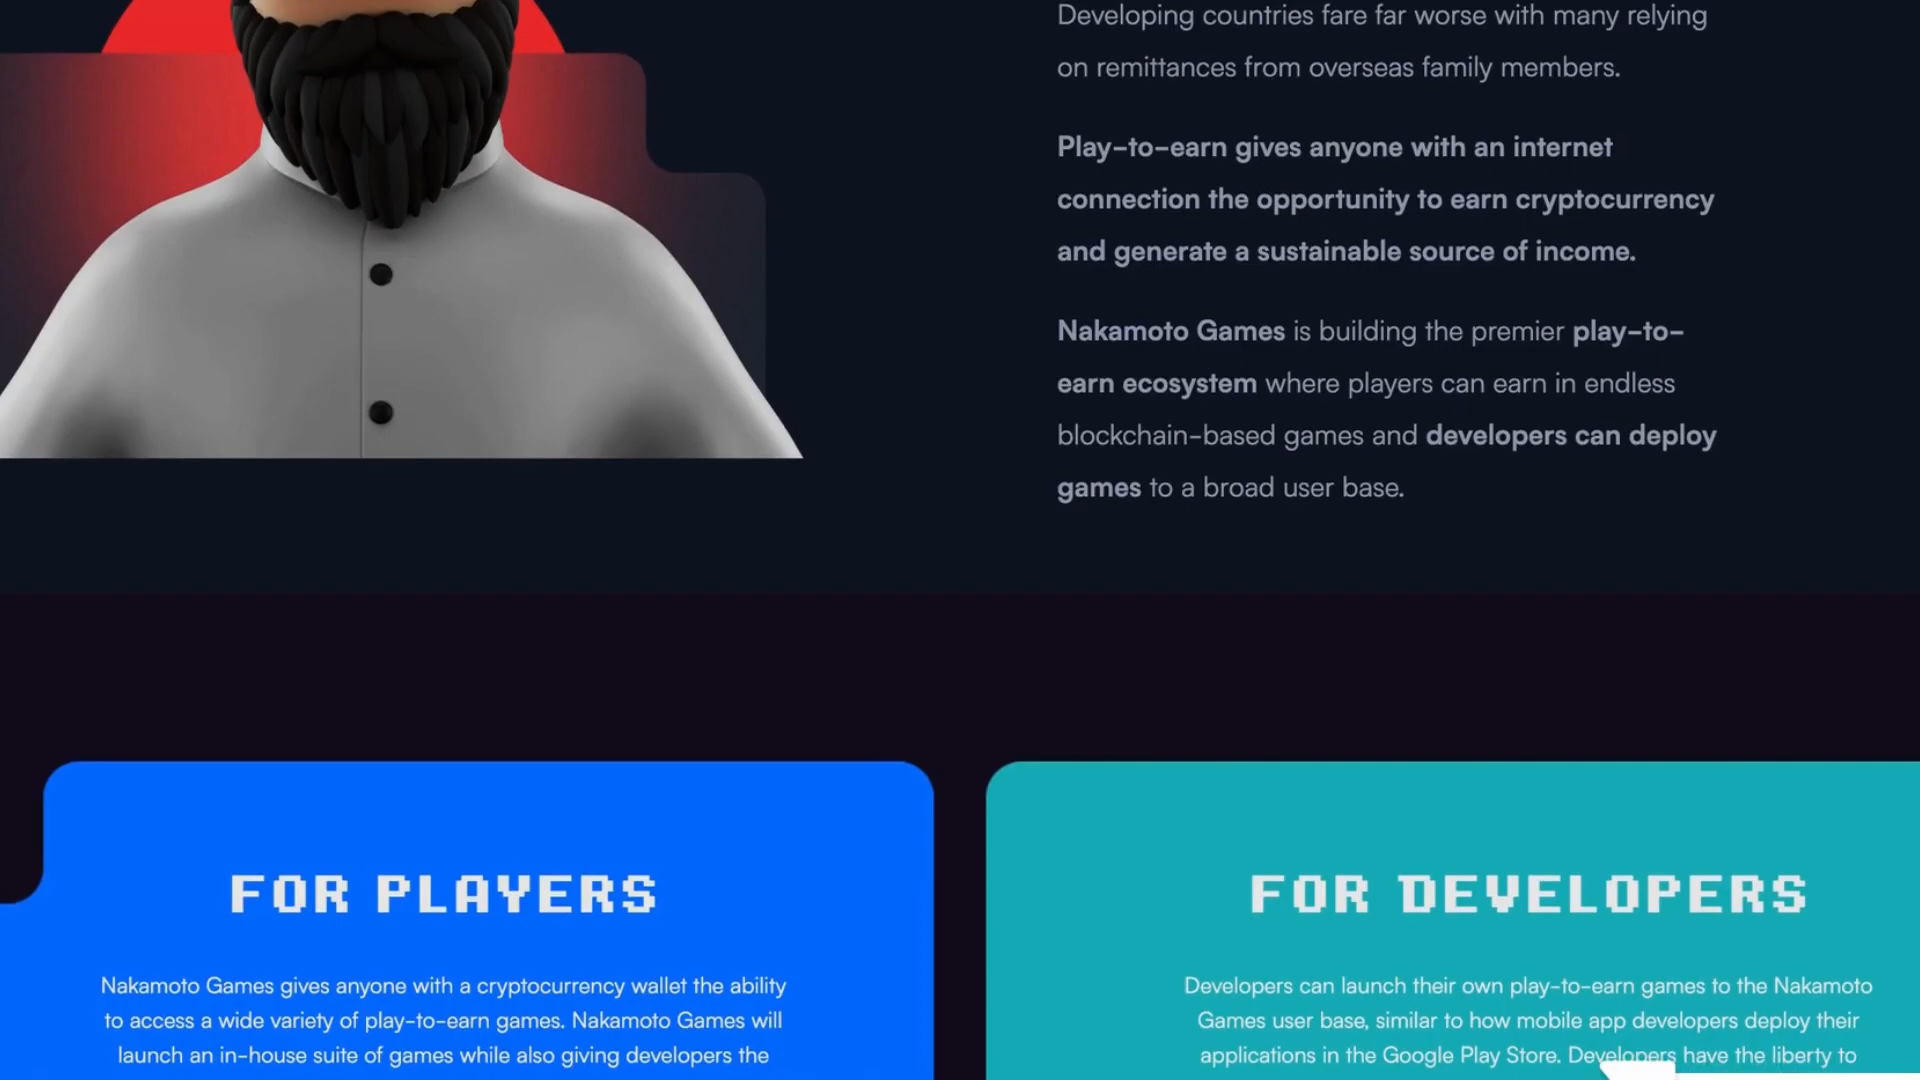 Developing countries fare far worse with many relying
on remittances from overseas family members.
Play-to-earn gives anyone with an internet
connection the opportunity to earn cryptocurrency
and generate a sustainable source of income.
Nakamoto Games is building the premier play-to-
earn ecosystem where players can earn in endless
blockchain-based games and developers can deploy
games to a broad user base.
FOR PLAYERS
Nakamoto Games gives anyone with a cryptocurrency wallet the ability
to access a wide variety of play-to-earn games. Nakamoto Games will
launch an in-house suite of games while also giving developers the
FOR DEVELOPERS
Developers can launch their own play-to-earn games to the Nakamoto
Games user base, similar to how mobile app developers deploy their
applications in the Google Play Store. Developers have the liberty to